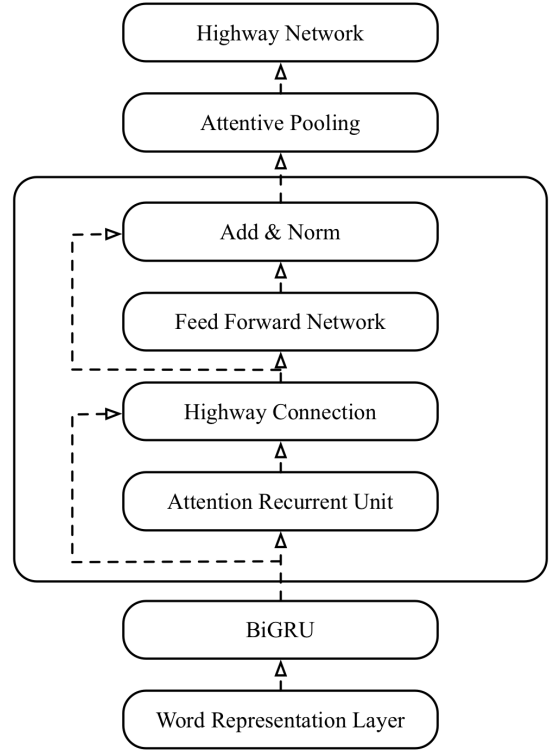 Highway Network
Attentive Pooling
Add & Norm
Feed Forward Network
Highway Connection
Attention Recurrent Unit
BiGRU
Word Representation Layer